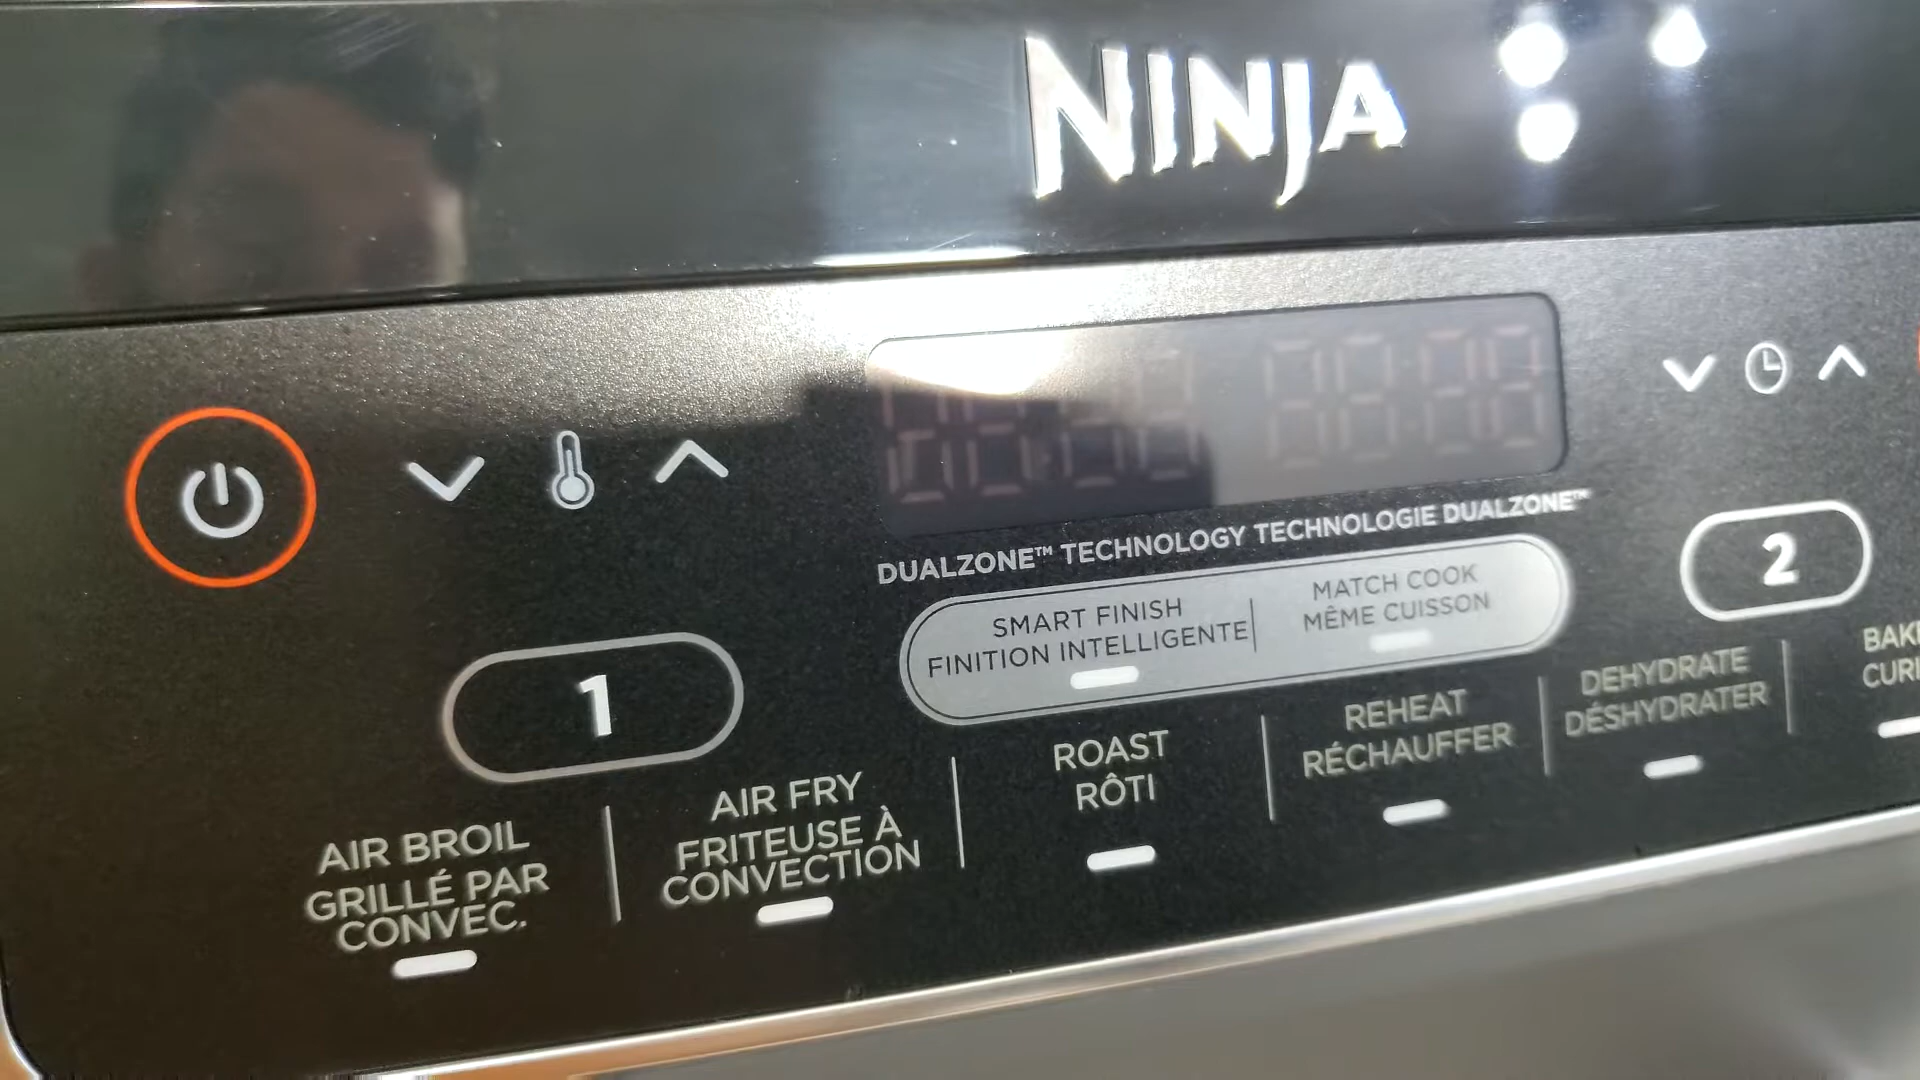 NINJA
DUALZONE™ TECHNOLOGY TECHNOLOGIE DUALZONE™
SMART FINISH
FINITION INTELLIGENTE
MATCH COOK
MÊME CUISSON
1
2
AIR BROIL
GRILLÉ PAR
CONVEC.
AIR FRY
FRITEUSE À
CONVECTION
ROAST
RÔTI
REHEAT
RÉCHAUFFER
DEHYDRATE
DÉSHYDRATER